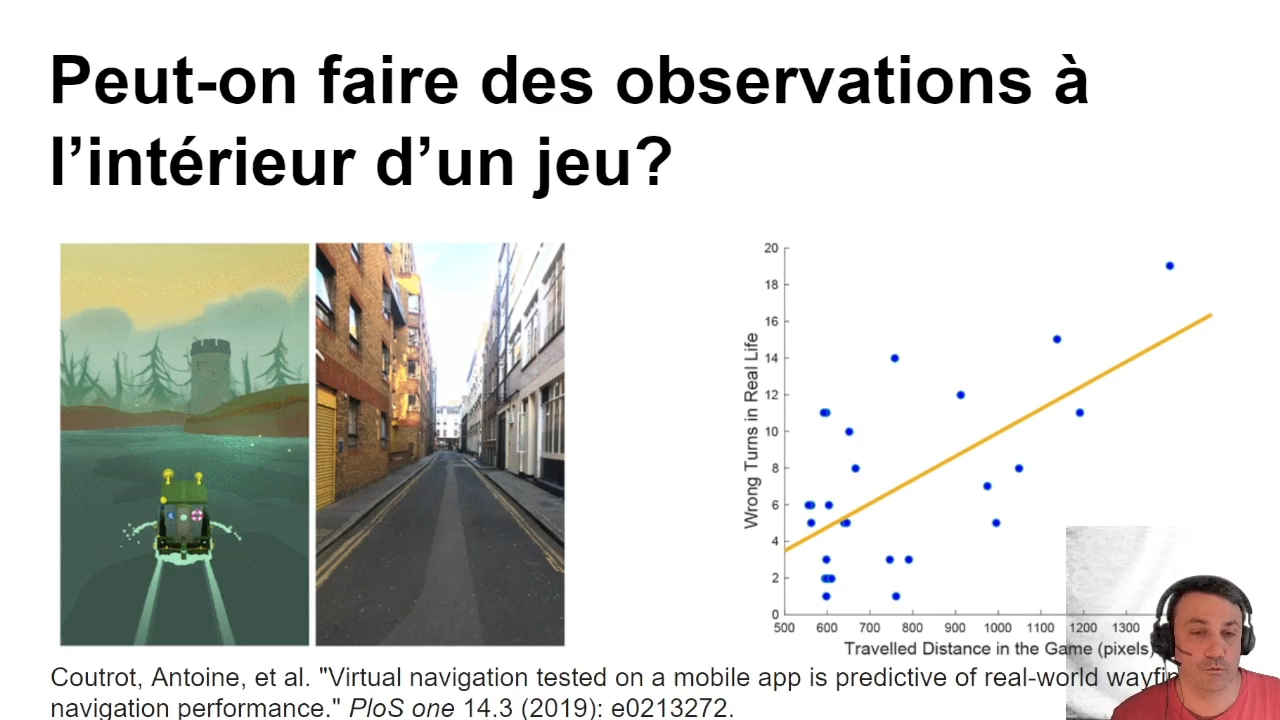 Peut-on faire des observations à
l’intérieur d’un jeu?
20
18
16
14
12
10
8
6
4
2
0
Wrong Turns in Real Life
500 600 700 800 900 1000 1100 1200 1300
Travelled Distance in the Game (pixels)
Coutrot, Antoine, et al. "Virtual navigation tested on a mobile app is predictive of real-world
navigation performance." PloS one 14.3 (2019): e0213272.